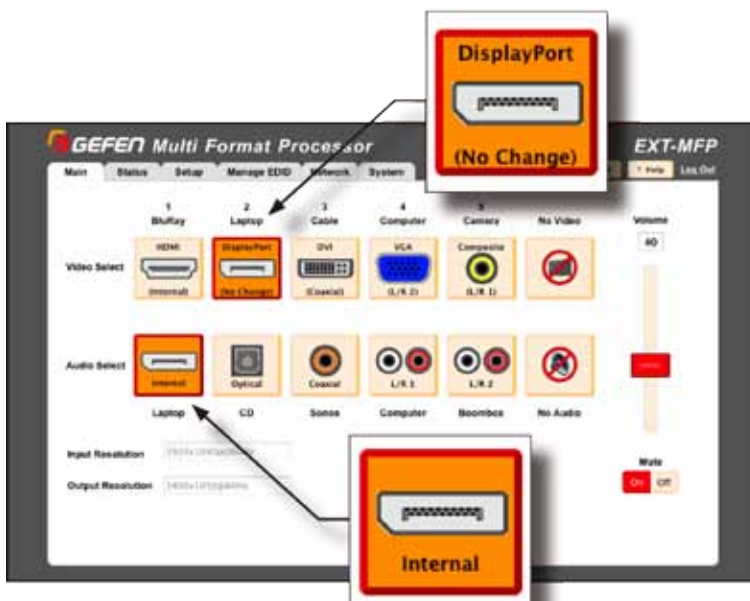 DisplayPort
(No Change)
GEFEN Multi Format Processor
EXT-MFP
Main Status Setup Manage EDID Network System
? Help Log Out
1 2 3 4 5
BluRay Laptop Cable Computer Camera No Video
Volume
60
Video Select
HDMI DisplayPort DVI VGA Composite
(Internal) (No Change) (Coaxial) (L/R 2) (L/R 1)
Audio Select
Internal Optical Coaxial L/R 1 L/R 2
Laptop CD Sonos Computer Boombox No Audio
Input Resolution
Output Resolution
Mute
On Off
Internal